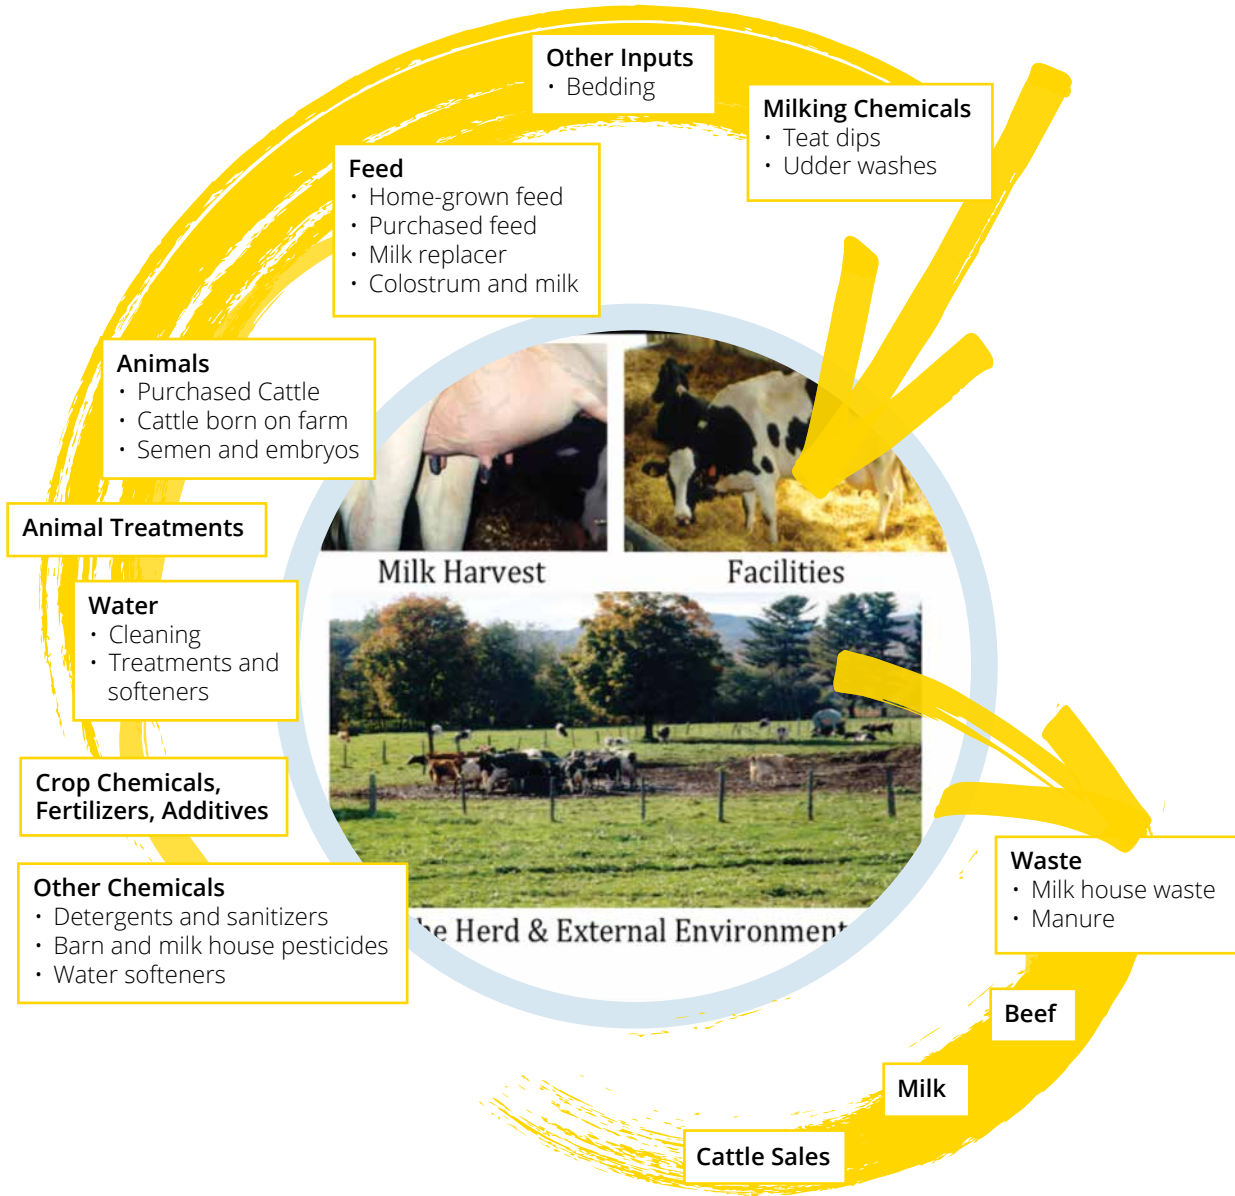 Other Inputs
· Bedding
Milking Chemicals
· Teat dips
· Udder washes
Feed
· Home-grown feed
· Purchased feed
· Milk replacer
· Colostrum and milk
Animals
· Purchased Cattle
· Cattle born on farm
· Semen and embryos
Animal Treatments
Water
· Cleaning
· Treatments and
softeners
Crop Chemicals,
Fertilizers, Additives
Other Chemicals
· Detergents and sanitizers
· Barn and milk house pesticides
· Water softeners
Milk Harvest
Facilities
he Herd & External Environment
Waste
· Milk house waste
· Manure
Beef
Milk
Cattle Sales